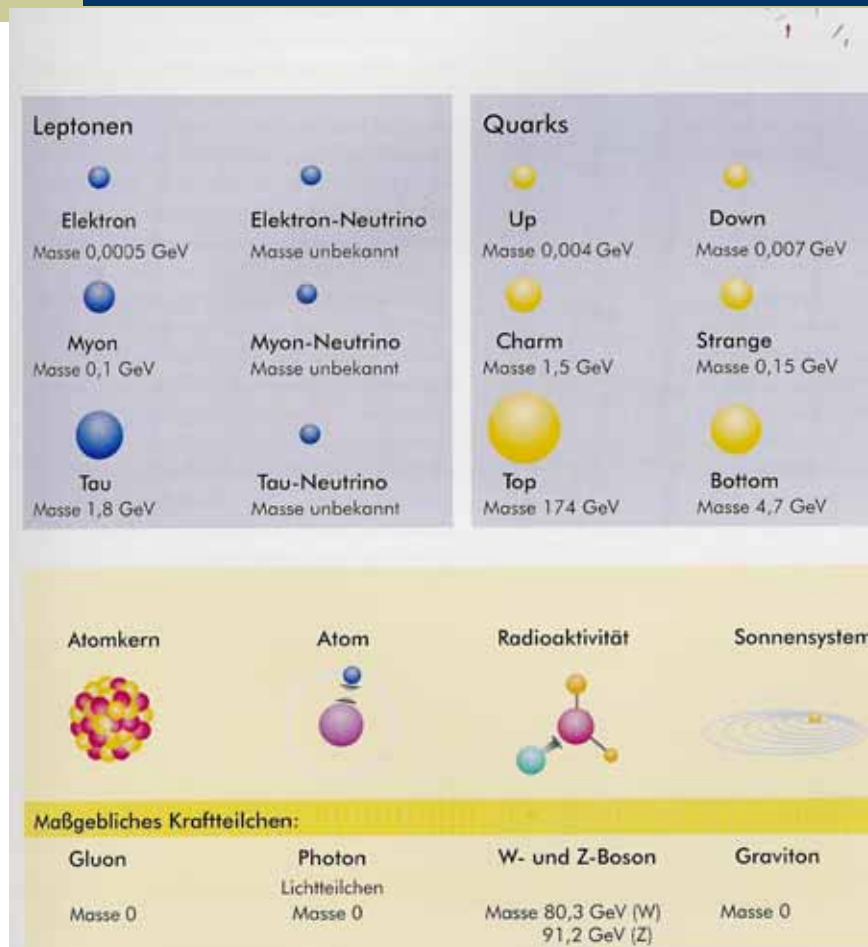 Leptonen
Elektron
Masse 0,0005 GeV
Elektron-Neutrino
Masse unbekannt
Myon
Masse 0,1 GeV
Myon-Neutrino
Masse unbekannt
Tau
Masse 1,8 GeV
Tau-Neutrino
Masse unbekannt
Quarks
Up
Masse 0,004 GeV
Down
Masse 0,007 GeV
Charm
Masse 1,5 GeV
Strange
Masse 0,15 GeV
Top
Masse 174 GeV
Bottom
Masse 4,7 GeV
Atomkern
Atom
Radioaktivität
Sonnensystem
Maßgebliches Kraftteilchen:
Gluon
Masse 0
Photon
Lichtteilchen
Masse 0
W- und Z-Boson
Masse 80,3 GeV (W)
91,2 GeV (Z)
Graviton
Masse 0